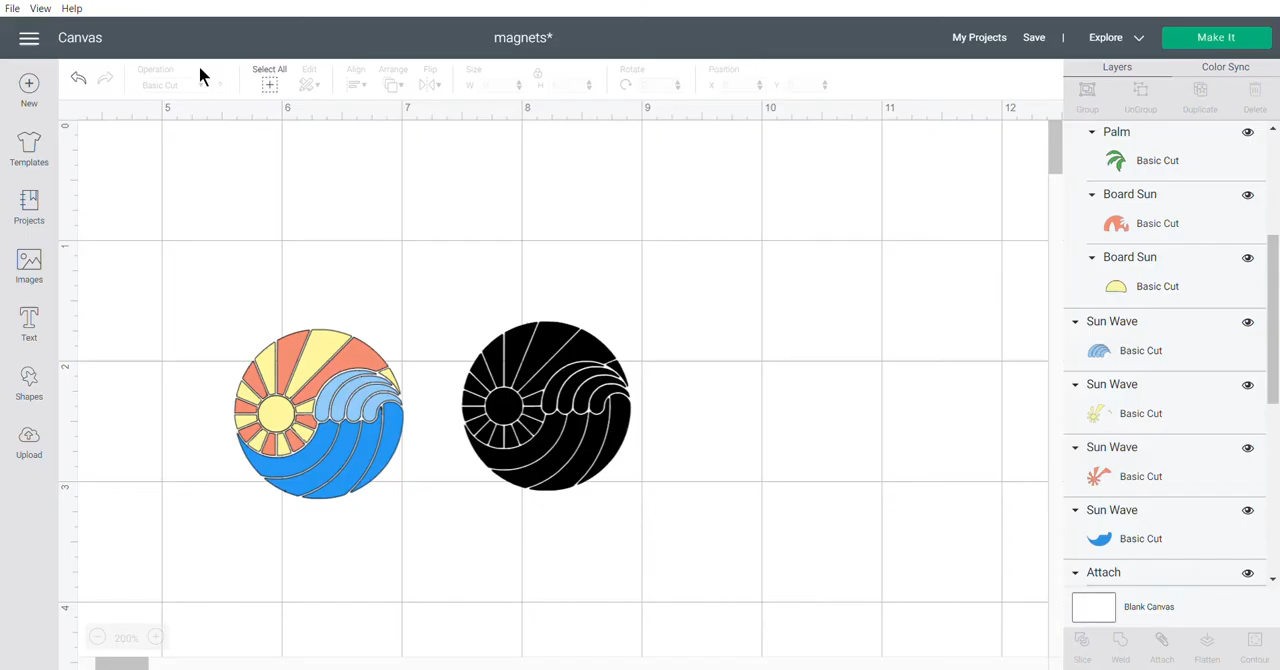 File View Help
Canvas
magnets*
My Projects Save | Explore
Make It
Operation
Basic Cut
?
Select All
Edit
Align
Arrange
Flip
Size
W
H
Rotate
Position
X
Y
Layers
Color Sync
Group
UnGroup
Duplicate
Delete
New
Templates
Projects
Images
Text
Shapes
Upload
5 6 7 8 9 10 11 12
0
1
2
3
4
Palm
Basic Cut
Board Sun
Basic Cut
Board Sun
Basic Cut
Sun Wave
Basic Cut
Sun Wave
Basic Cut
Sun Wave
Basic Cut
Sun Wave
Basic Cut
Attach
Blank Canvas
200%
Slice
Weld
Attach
Flatten
Contour